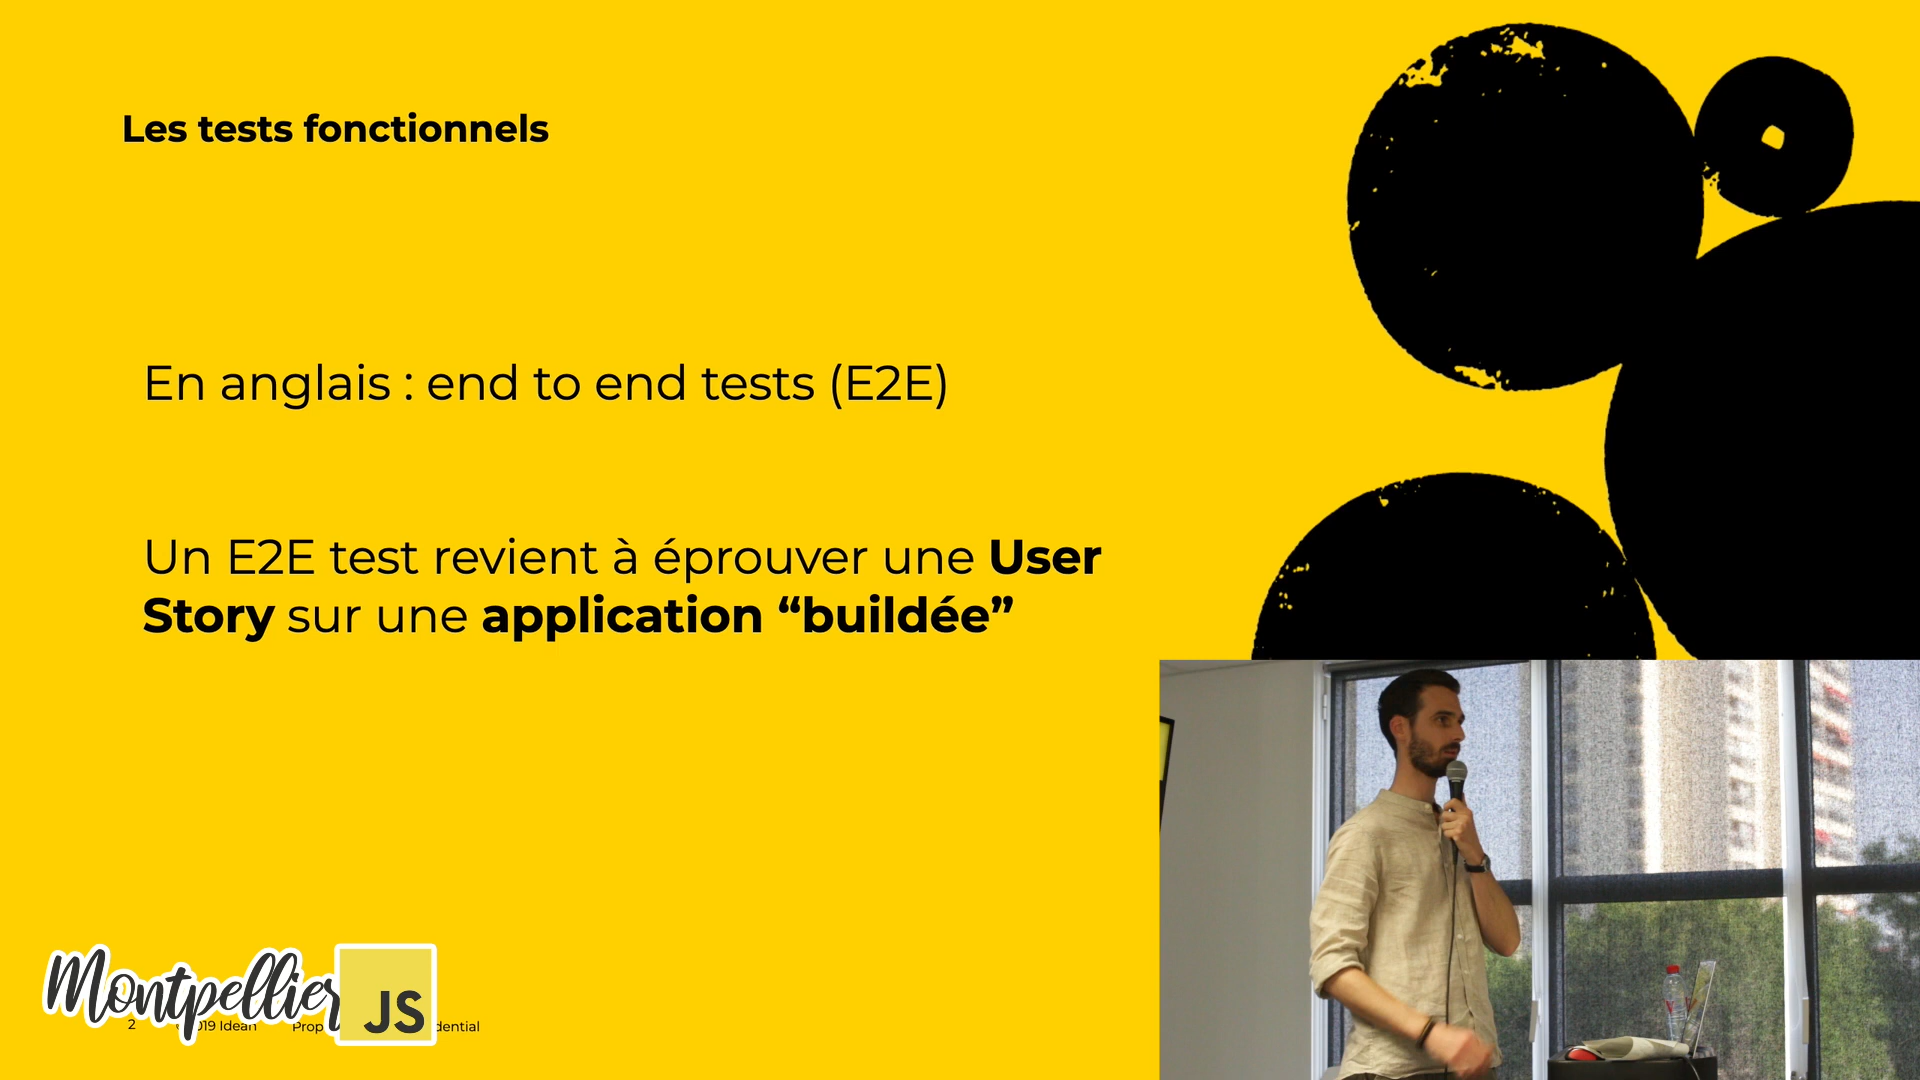 Les tests fonctionnels
En anglais : end to end tests (E2E)
Un E2E test revient à éprouver une User
Story sur une application “buildée”
Montpellier JS
2